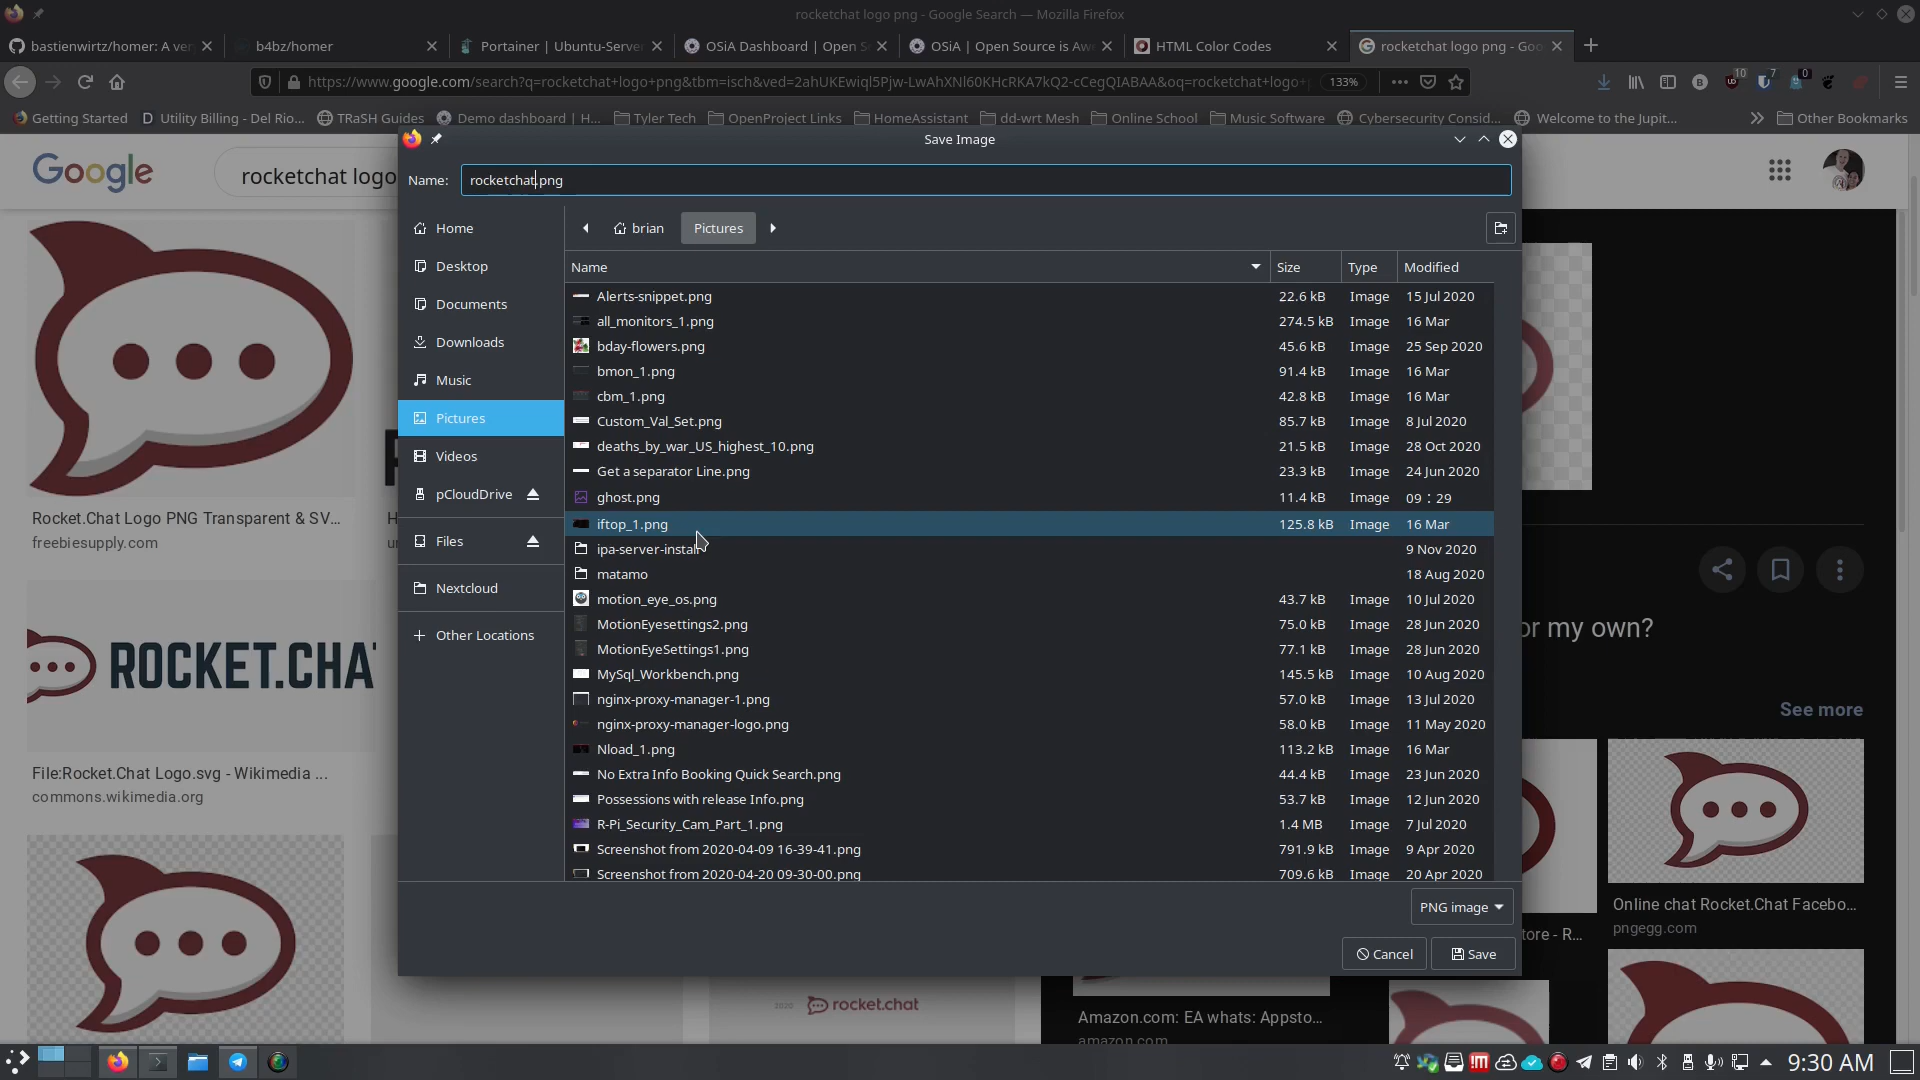 rocketchat logo png - Google Search — Mozilla Firefox
bastienwirtz/homer: A ver
b4bz/homer
Portainer | Ubuntu-Serve
OSiA Dashboard | Open S
OSiA | Open Source is Aw
HTML Color Codes
rocketchat logo png - Goo
https://www.google.com/search?q=rocketchat+logo+png&tbm=isch&ved=2ahUKEwiql5Pjw-LwAhXNl60KHcRKA7kQ2-cCegQIABAA&oq=rocketchat+logo+
133%
10
7
0
Getting Started
Utility Billing - Del Rio...
TRaSH Guides
Demo dashboard | H...
Tyler Tech
OpenProject Links
HomeAssistant
dd-wrt Mesh
Online School
Music Software
Cybersecurity Consid...
Welcome to the Jupit...
Other Bookmarks
Google
rocketchat logo
Save Image
Name:
rocketchat.png
Home
Desktop
Documents
Downloads
Music
Pictures
Videos
pCloudDrive
Files
Nextcloud
Other Locations
brian
Pictures
Name Size Type Modified
Alerts-snippet.png 22.6 kB Image 15 Jul 2020
all_monitors_1.png 274.5 kB Image 16 Mar
bday-flowers.png 45.6 kB Image 25 Sep 2020
bmon_1.png 91.4 kB Image 16 Mar
cbm_1.png 42.8 kB Image 16 Mar
Custom_Val_Set.png 85.7 kB Image 8 Jul 2020
deaths_by_war_US_highest_10.png 21.5 kB Image 28 Oct 2020
Get a separator Line.png 23.3 kB Image 24 Jun 2020
ghost.png 11.4 kB Image 09 : 29
iftop_1.png 125.8 kB Image 16 Mar
ipa-server-install 9 Nov 2020
matamo 18 Aug 2020
motion_eye_os.png 43.7 kB Image 10 Jul 2020
MotionEyesettings2.png 75.0 kB Image 28 Jun 2020
MotionEyeSettings1.png 77.1 kB Image 28 Jun 2020
MySql_Workbench.png 145.5 kB Image 10 Aug 2020
nginx-proxy-manager-1.png 57.0 kB Image 13 Jul 2020
nginx-proxy-manager-logo.png 58.0 kB Image 11 May 2020
Nload_1.png 113.2 kB Image 16 Mar
No Extra Info Booking Quick Search.png 44.4 kB Image 23 Jun 2020
Possessions with release Info.png 53.7 kB Image 12 Jun 2020
R-Pi_Security_Cam_Part_1.png 1.4 MB Image 7 Jul 2020
Screenshot from 2020-04-09 16-39-41.png 791.9 kB Image 9 Apr 2020
Screenshot from 2020-04-20 09-30-00.png 709.6 kB Image 20 Apr 2020
PNG image
Cancel
Save
Rocket.Chat Logo PNG Transparent & SV...
freebiesupply.com
ROCKET.CHA
File:Rocket.Chat Logo.svg - Wikimedia ...
commons.wikimedia.org
2020 rocket.chat
or my own?
See more
tore - R...
Online chat Rocket.Chat Facebo...
pngegg.com
Amazon.com: EA whats: Appsto...
amazon.com
9:30 AM